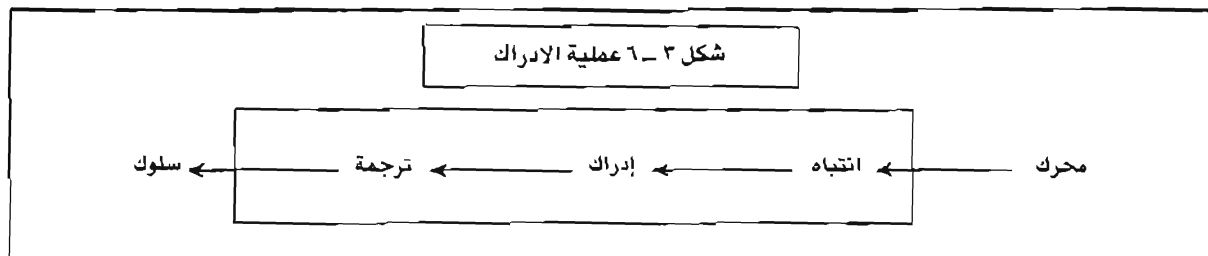 شكل ٣ – ٦ عملية الادراك
محرك انتباه إدراك ترجمة سلوك